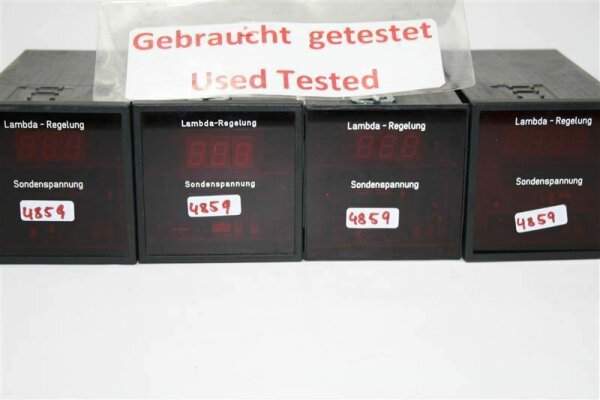 Gebraucht getestet
Used Tested
Lambda - Regelung
Sondenspannung
4859
Lambda-Regelung
Sondenspannung
4859
Lambda - Regelung
Sondenspannung
4859
Lambda - Regelung
Sondenspannung
4859